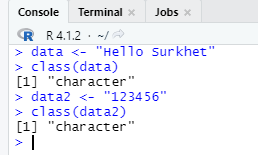 Console Terminal Jobs
R 4.1.2 · ~/
> data <- "Hello Surkhet"
> class(data)
[1] "character"
> data2 <- "123456"
> class(data2)
[1] "character"
>